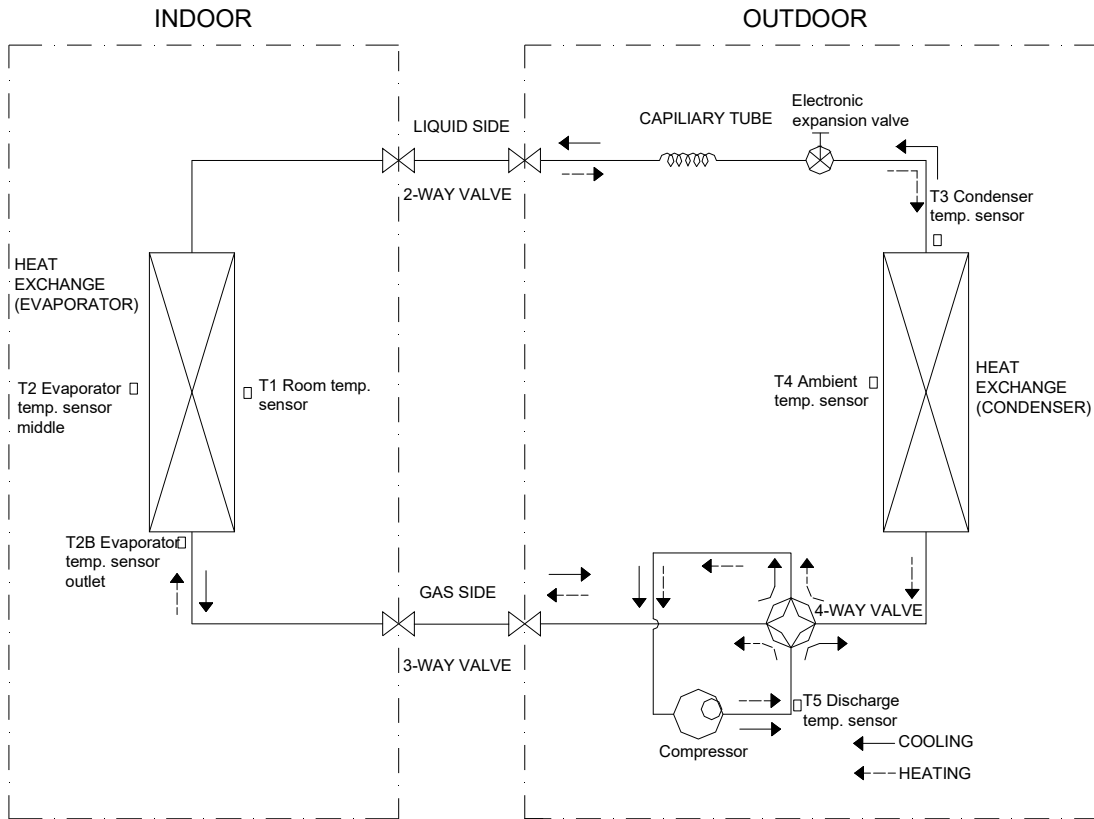 INDOOR
OUTDOOR
LIQUID SIDE
2-WAY VALVE
CAPILIARY TUBE
Electronic
expansion valve
T3 Condenser
temp. sensor
HEAT
EXCHANGE
(EVAPORATOR)
T2 Evaporator
temp. sensor
middle
T1 Room temp.
sensor
T4 Ambient
temp. sensor
HEAT
EXCHANGE
(CONDENSER)
T2B Evaporator
temp. sensor
outlet
GAS SIDE
3-WAY VALVE
4-WAY VALVE
T5 Discharge
temp. sensor
Compressor
COOLING
HEATING